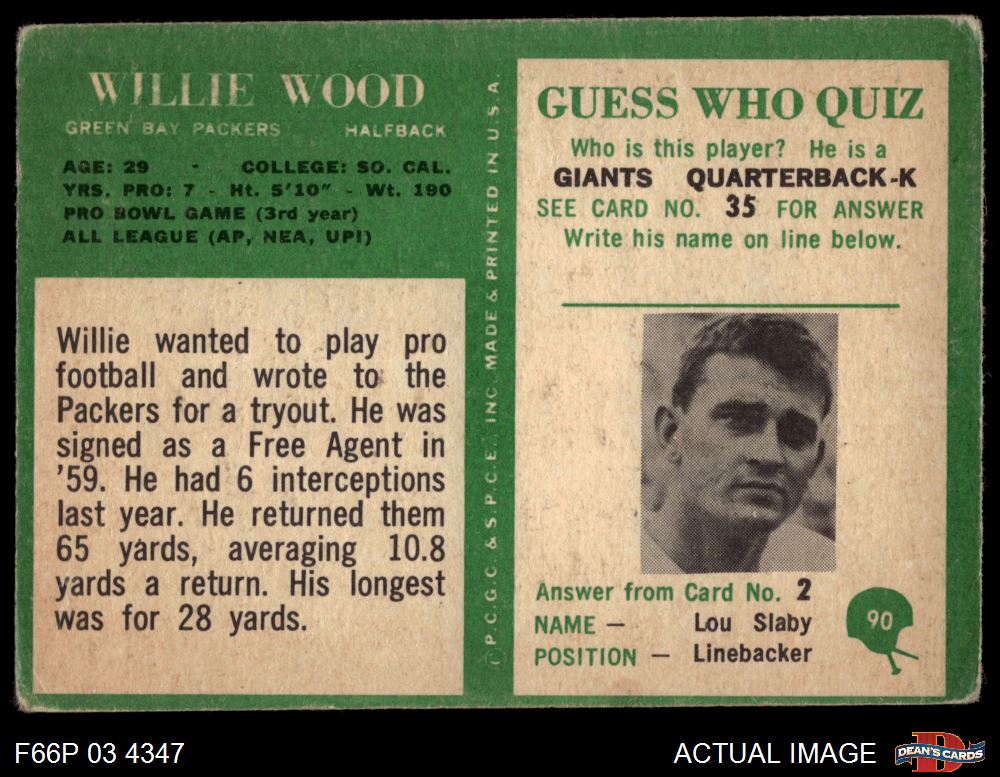 WILLIE WOOD
GREEN BAY PACKERS HALFBACK
AGE: 29 - COLLEGE: SO. CAL.
YRS. PRO: 7 - Ht. 5'10" - Wt. 190
PRO BOWL GAME (3rd year)
ALL LEAGUE (AP, NEA, UPI)
Willie wanted to play pro
football and wrote to the
Packers for a tryout. He was
signed as a Free Agent in
'59. He had 6 interceptions
last year. He returned them
65 yards, averaging 10.8
yards a return. His longest
was for 28 yards.
© P.C.G.C. & S.P.C.E., INC. MADE & PRINTED IN U.S.A.
GUESS WHO QUIZ
Who is this player? He is a
GIANTS QUARTERBACK-K
SEE CARD NO. 35 FOR ANSWER
Write his name on line below.
Answer from Card No. 2
NAME — Lou Slaby
POSITION — Linebacker
90
F66P 03 4347
ACTUAL IMAGE
D
DEAN'S CARDS